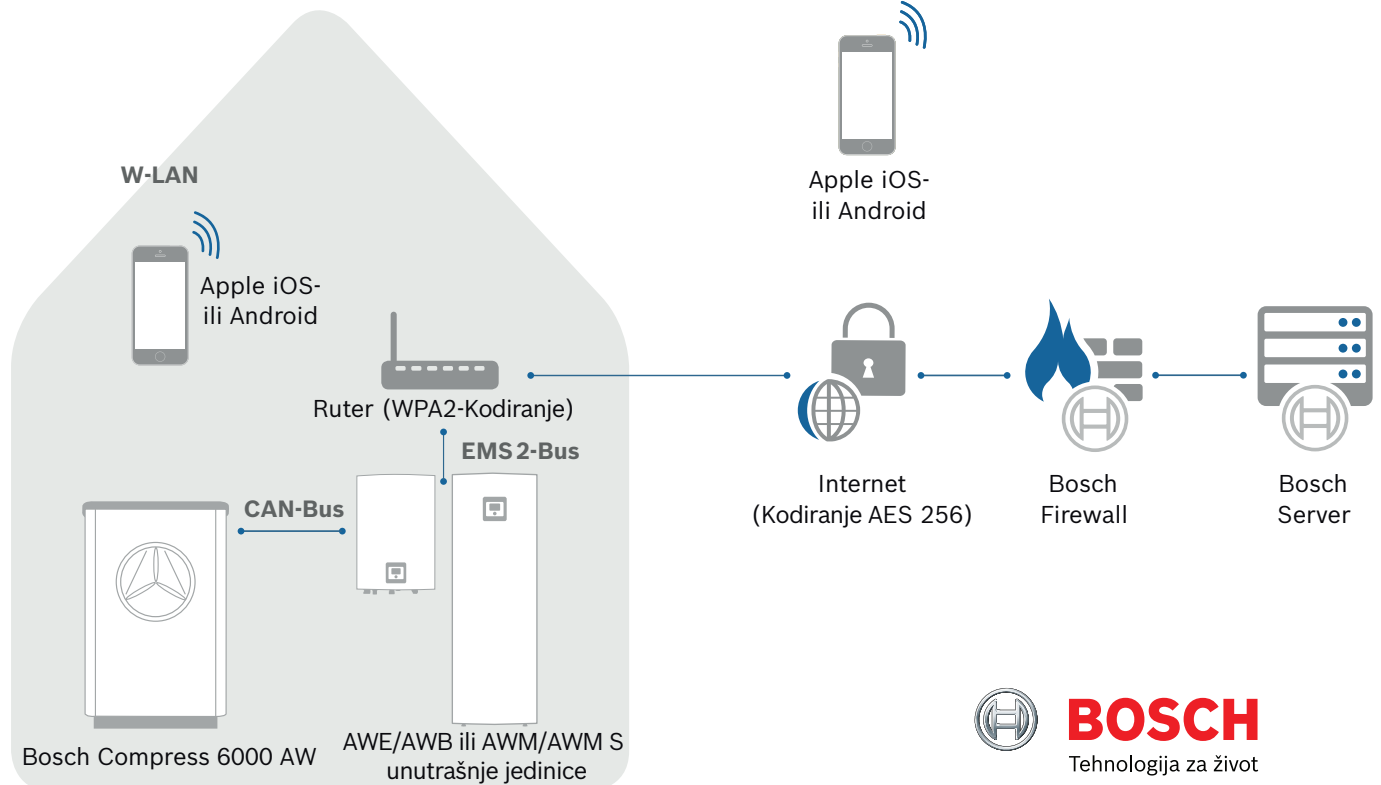 W-LAN
Apple iOS-
ili Android
Apple iOS-
ili Android
Ruter (WPA2-Kodiranje)
EMS 2-Bus
CAN-Bus
Internet
(Kodiranje AES 256)
Bosch
Firewall
Bosch
Server
Bosch Compress 6000 AW
AWE/AWB ili AWM/AWM S
unutrašnje jedinice
BOSCH
Tehnologija za život